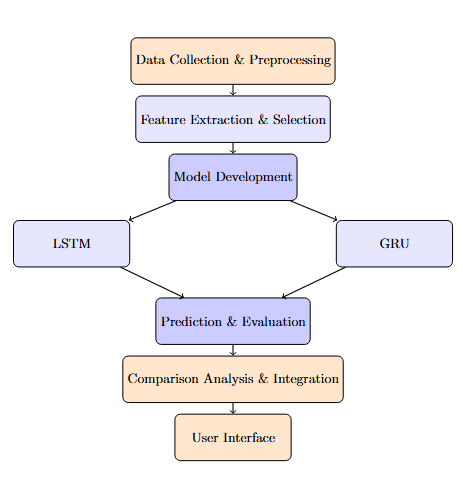 Data Collection & Preprocessing
Feature Extraction & Selection
Model Development
LSTM
GRU
Prediction & Evaluation
Comparison Analysis & Integration
User Interface